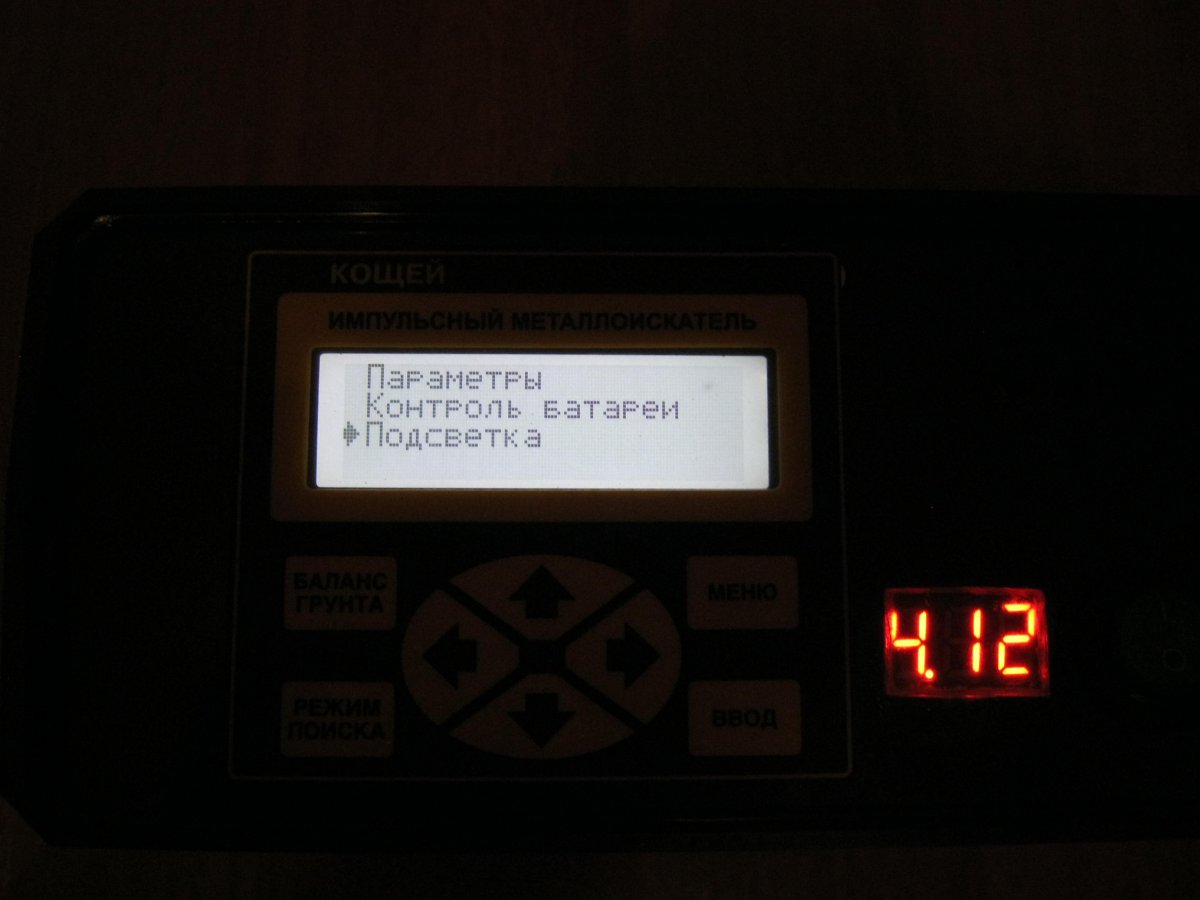 КОЩЕЙ
ИМПУЛЬСНЫЙ МЕТАЛЛОИСКАТЕЛЬ
Параметры
Контроль батареи
Подсветка
БАЛАНС
ГРУНТА
МЕНЮ
4.12
РЕЖИМ
ПОИСКА
ВВОД